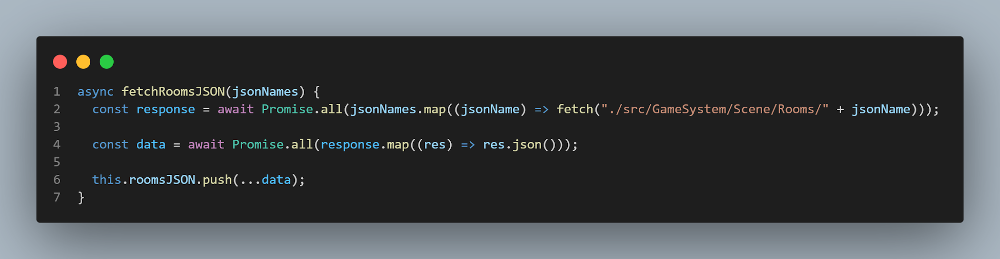 1 async fetchRoomsJSON(jsonNames) {
2   const response = await Promise.all(jsonNames.map((jsonName) => fetch("./src/GameSystem/Scene/Rooms/" + jsonName)));
3
4   const data = await Promise.all(response.map((res) => res.json()));
5
6   this.roomsJSON.push(...data);
7 }